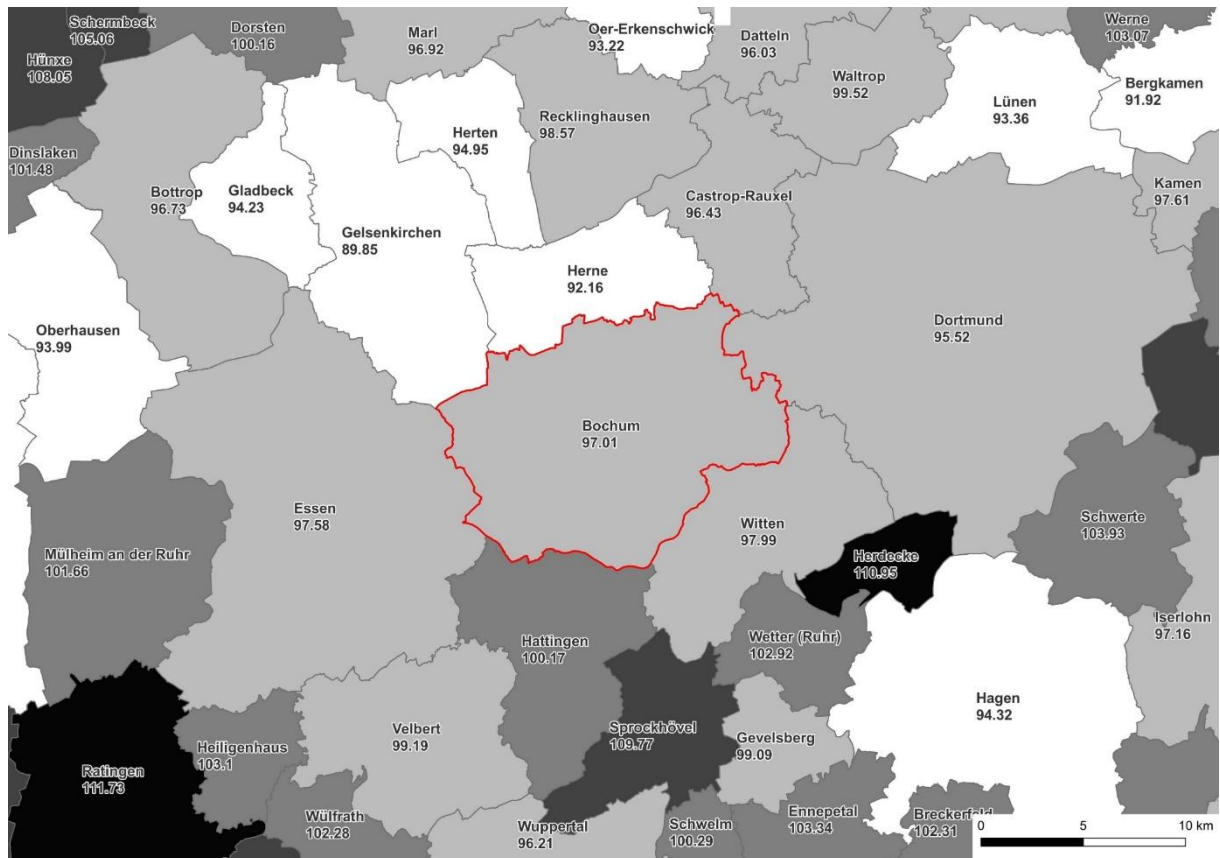 Schermbeck
105.06
Dorsten
100.16
Marl
96.92
Oer-Erkenschwick
93.22
Datteln
96.03
Werne
103.07
Hünxe
108.05
Waltrop
99.52
Lünen
93.36
Bergkamen
91.92
Recklinghausen
98.57
Herten
94.95
Dinslaken
101.48
Bottrop
96.73
Gladbeck
94.23
Castrop-Rauxel
96.43
Kamen
97.61
Gelsenkirchen
89.85
Herne
92.16
Oberhausen
93.99
Dortmund
95.52
Bochum
97.01
Essen
97.58
Witten
97.99
Schwerte
103.93
Mülheim an der Ruhr
101.66
Herdecke
110.95
Hattingen
100.17
Wetter (Ruhr)
102.92
Iserlohn
97.16
Hagen
94.32
Velbert
99.19
Sprockhövel
109.77
Gevelsberg
99.09
Heiligenhaus
103.1
Ratingen
111.73
Wülfrath
102.28
Wuppertal
96.21
Schwelm
100.29
Ennepetal
103.34
Breckerfeld
102.31
0 5 10 km